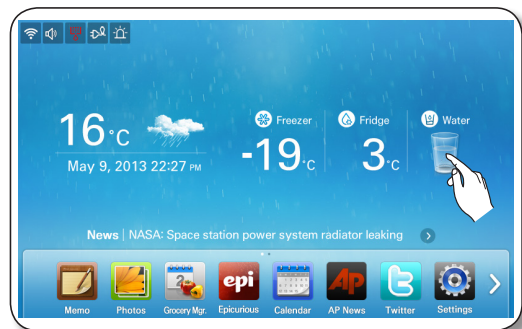 Freezer
Fridge
Water
16°C
-19°C
3°C
May 9, 2013 22:27 PM
News | NASA: Space station power system radiator leaking
2
epi
AP
Memo
Photos
Grocery Mgr.
Epicurious
Calendar
AP News
Twitter
Settings